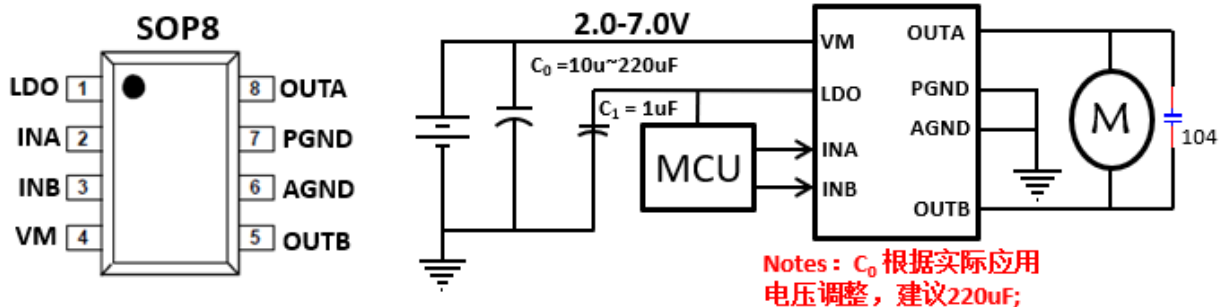 SOP8
LDO 1
INA 2
INB 3
VM 4
8 OUTA
7 PGND
6 AGND
5 OUTB
2.0-7.0V
C₀ =10u~220uF
C₁ = 1uF
MCU
VM
LDO
INA
INB
OUTA
PGND
AGND
OUTB
M
104
Notes：C₀ 根据实际应用
电压调整，建议220uF;